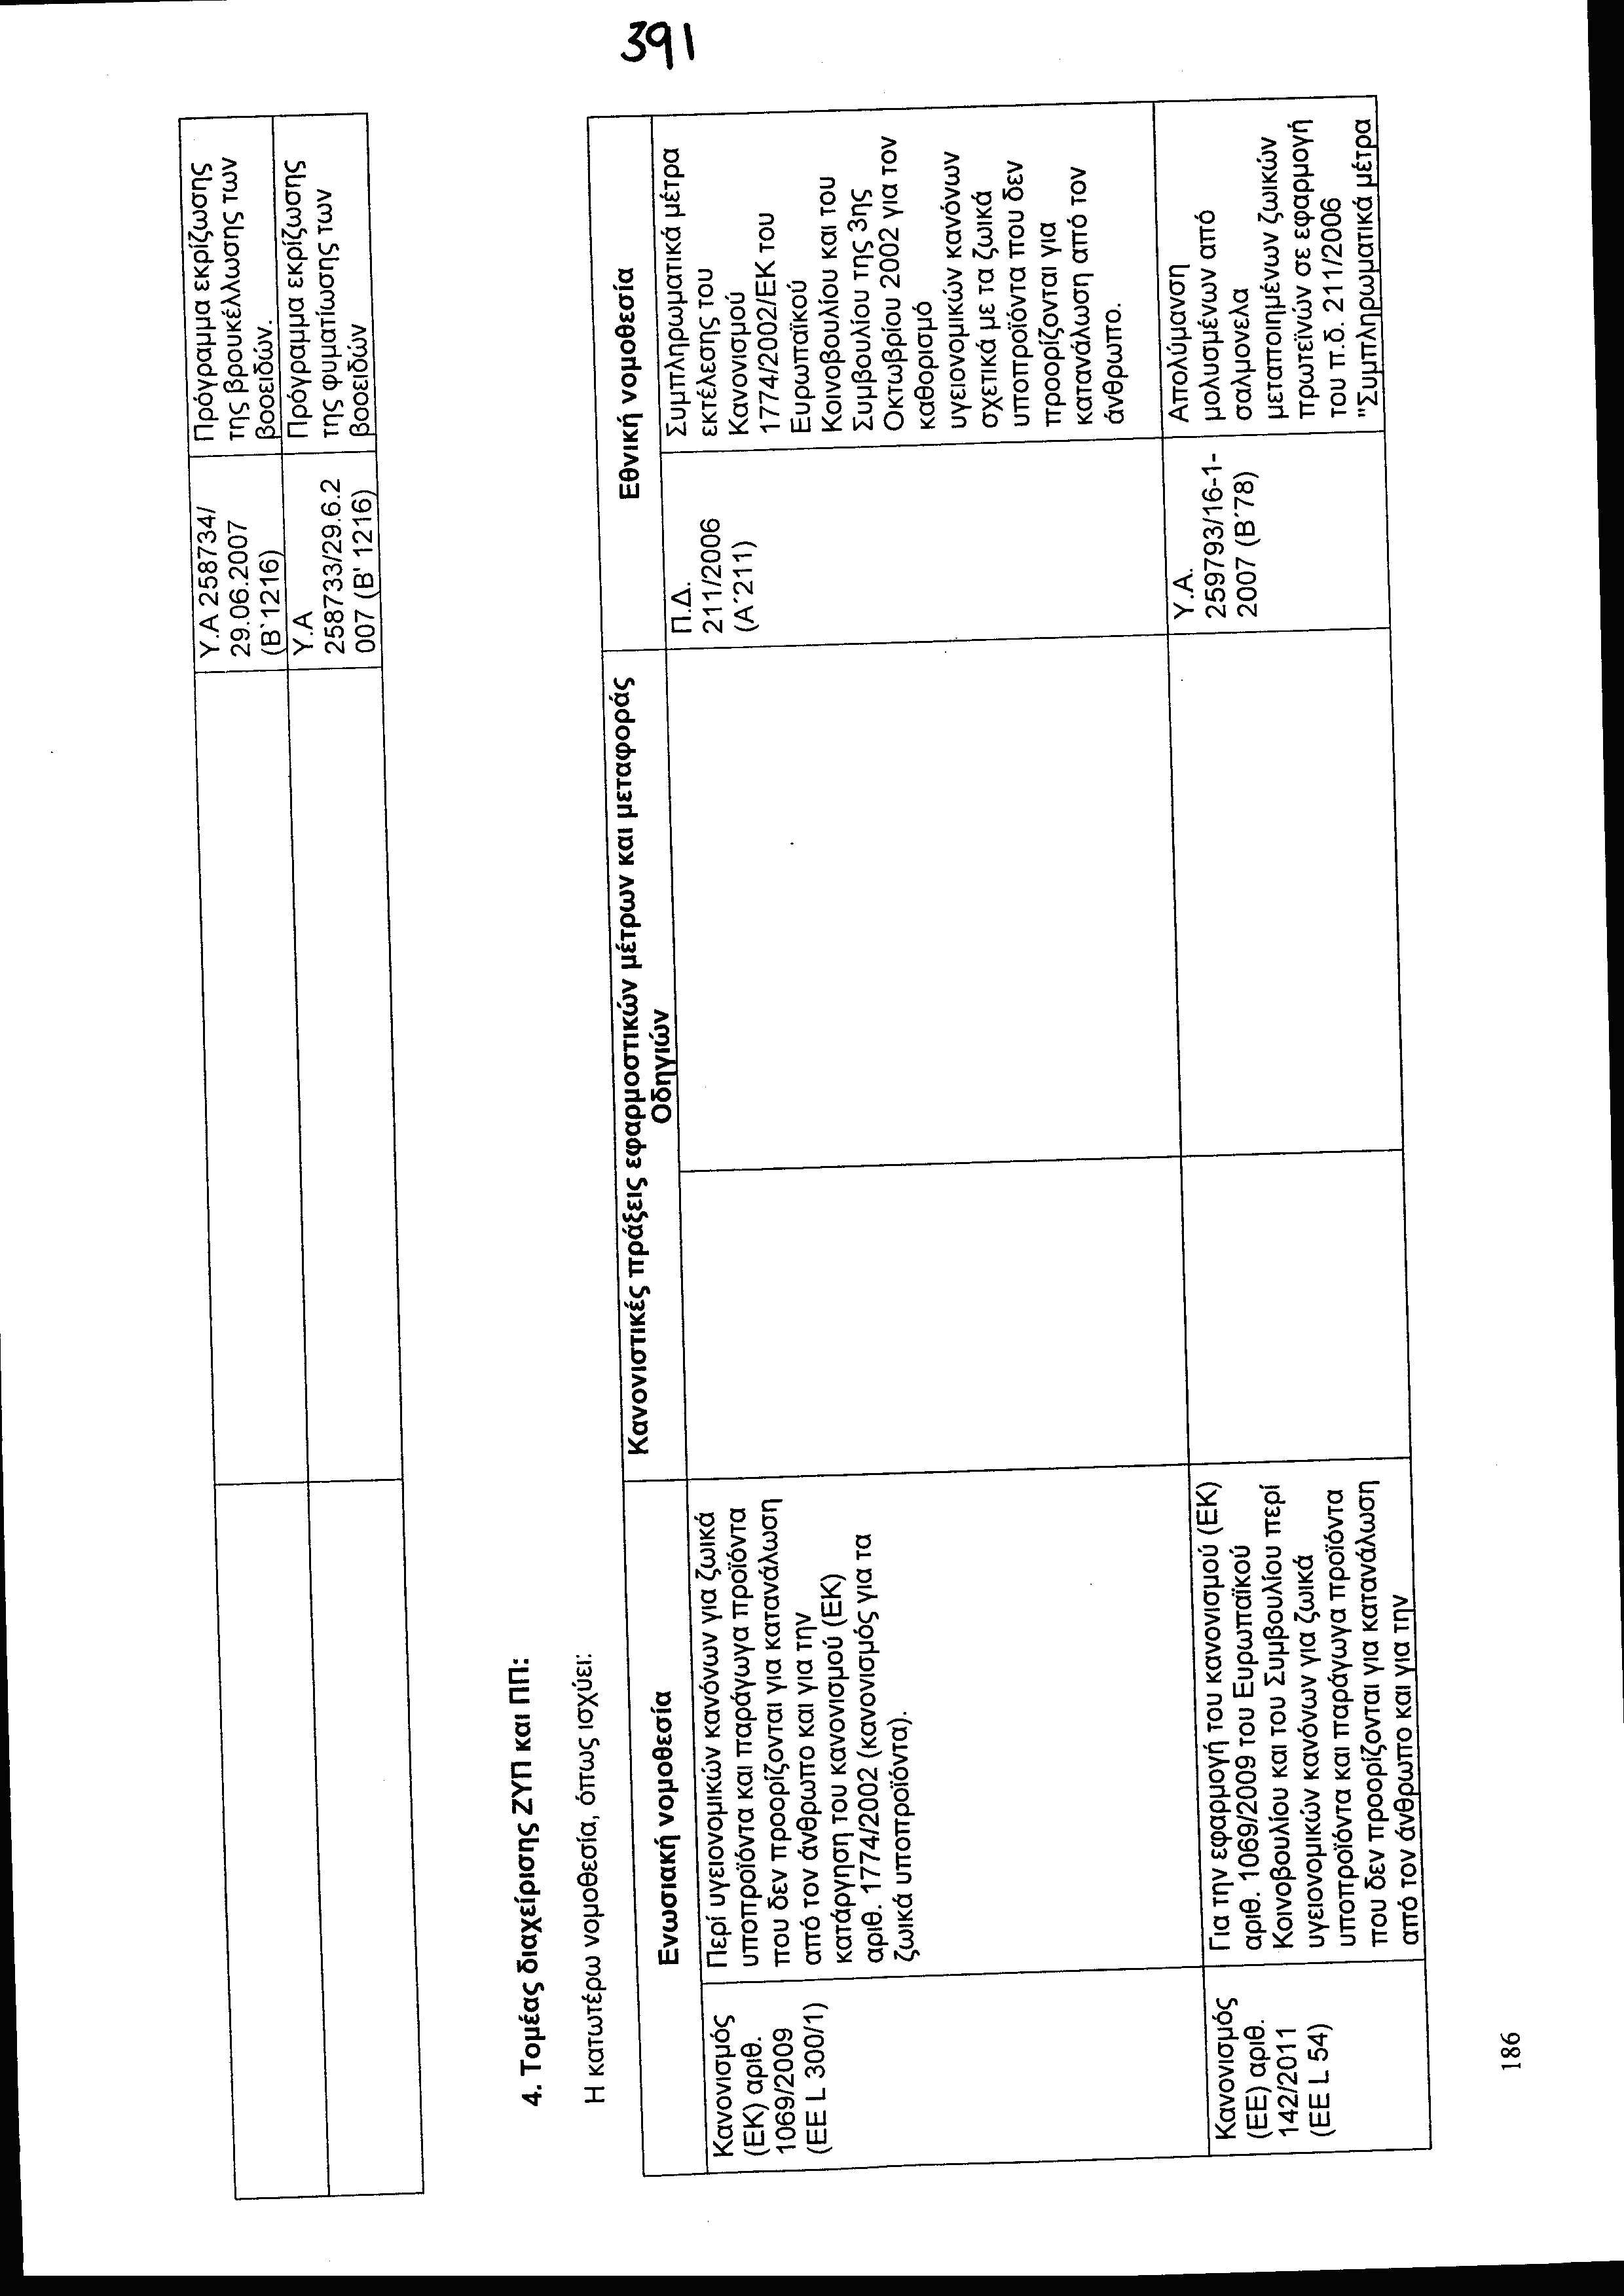 391
Υ.Α 258734/
29.06.2007
(Β`1216)
Πρόγραμμα εκρίζωσης
της βρουκέλλωσης των
βοοειδών.
Υ.Α
258733/29.6.2
007 (Β' 1216)
Πρόγραμμα εκρίζωσης
της φυματίωσης των
βοοειδών
4. Τομέας διαχείρισης ΖΥΠ και ΠΠ:
Η κατωτέρω νομοθεσία, όπως ισχύει:
Ενωσιακή νομοθεσία
Κανονιστικές πράξεις εφαρμοστικών μέτρων και μεταφοράς
Οδηγιών
Εθνική νομοθεσία
Κανονισμός
(ΕΚ) αριθ.
1069/2009
(ΕΕ L 300/1)
Περί υγειονομικών κανόνων για ζωικά
υποπροϊόντα και παράγωγα προϊόντα
που δεν προορίζονται για κατανάλωση
από τον άνθρωπο και για την
κατάργηση του κανονισμού (ΕΚ)
αριθ. 1774/2002 (κανονισμός για τα
ζωικά υποπροϊόντα).
Π.Δ.
211/2006
(Α΄211)
Συμπληρωματικά μέτρα
εκτέλεσης του
Κανονισμού
1774/2002/ΕΚ του
Ευρωπαϊκού
Κοινοβουλίου και του
Συμβουλίου της 3ης
Οκτωβρίου 2002 για τον
καθορισμό
υγειονομικών κανόνων
σχετικά με τα ζωικά
υποπροϊόντα που δεν
προορίζονται για
κατανάλωση από τον
άνθρωπο.
Κανονισμός
(ΕΕ) αριθ.
142/2011
(ΕΕ L 54)
Για την εφαρμογή του κανονισμού (ΕΚ)
αριθ. 1069/2009 του Ευρωπαϊκού
Κοινοβουλίου και του Συμβουλίου περί
υγειονομικών κανόνων για ζωικά
υποπροϊόντα και παράγωγα προϊόντα
που δεν προορίζονται για κατανάλωση
από τον άνθρωπο και για την
Υ.Α.
259793/16-1-
2007 (Β΄78)
Απολύμανση
μολυσμένων από
σαλμονελα
μεταποιημένων ζωικών
πρωτεϊνών σε εφαρμογή
του π.δ. 211/2006
"Συμπληρωματικά μέτρα
186